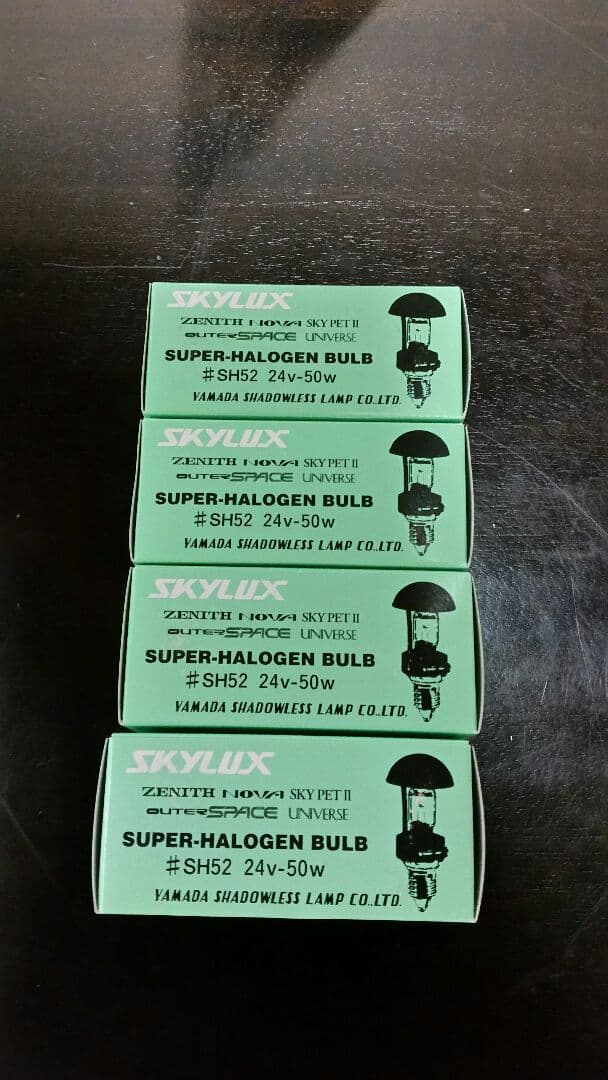 SKYLUX
ZENITH NOVA SKY PET II
OUTER SPACE UNIVERSE
SUPER-HALOGEN BULB
♯SH52 24v-50w
YAMADA SHADOWLESS LAMP CO.,LTD.
SKYLUX
ZENITH NOVA SKY PET II
OUTER SPACE UNIVERSE
SUPER-HALOGEN BULB
♯SH52 24v-50w
YAMADA SHADOWLESS LAMP CO.,LTD.
SKYLUX
ZENITH NOVA SKY PET II
OUTER SPACE UNIVERSE
SUPER-HALOGEN BULB
♯SH52 24v-50w
YAMADA SHADOWLESS LAMP CO.,LTD.
SKYLUX
ZENITH NOVA SKY PET II
OUTER SPACE UNIVERSE
SUPER-HALOGEN BULB
♯SH52 24v-50w
YAMADA SHADOWLESS LAMP CO.,LTD.